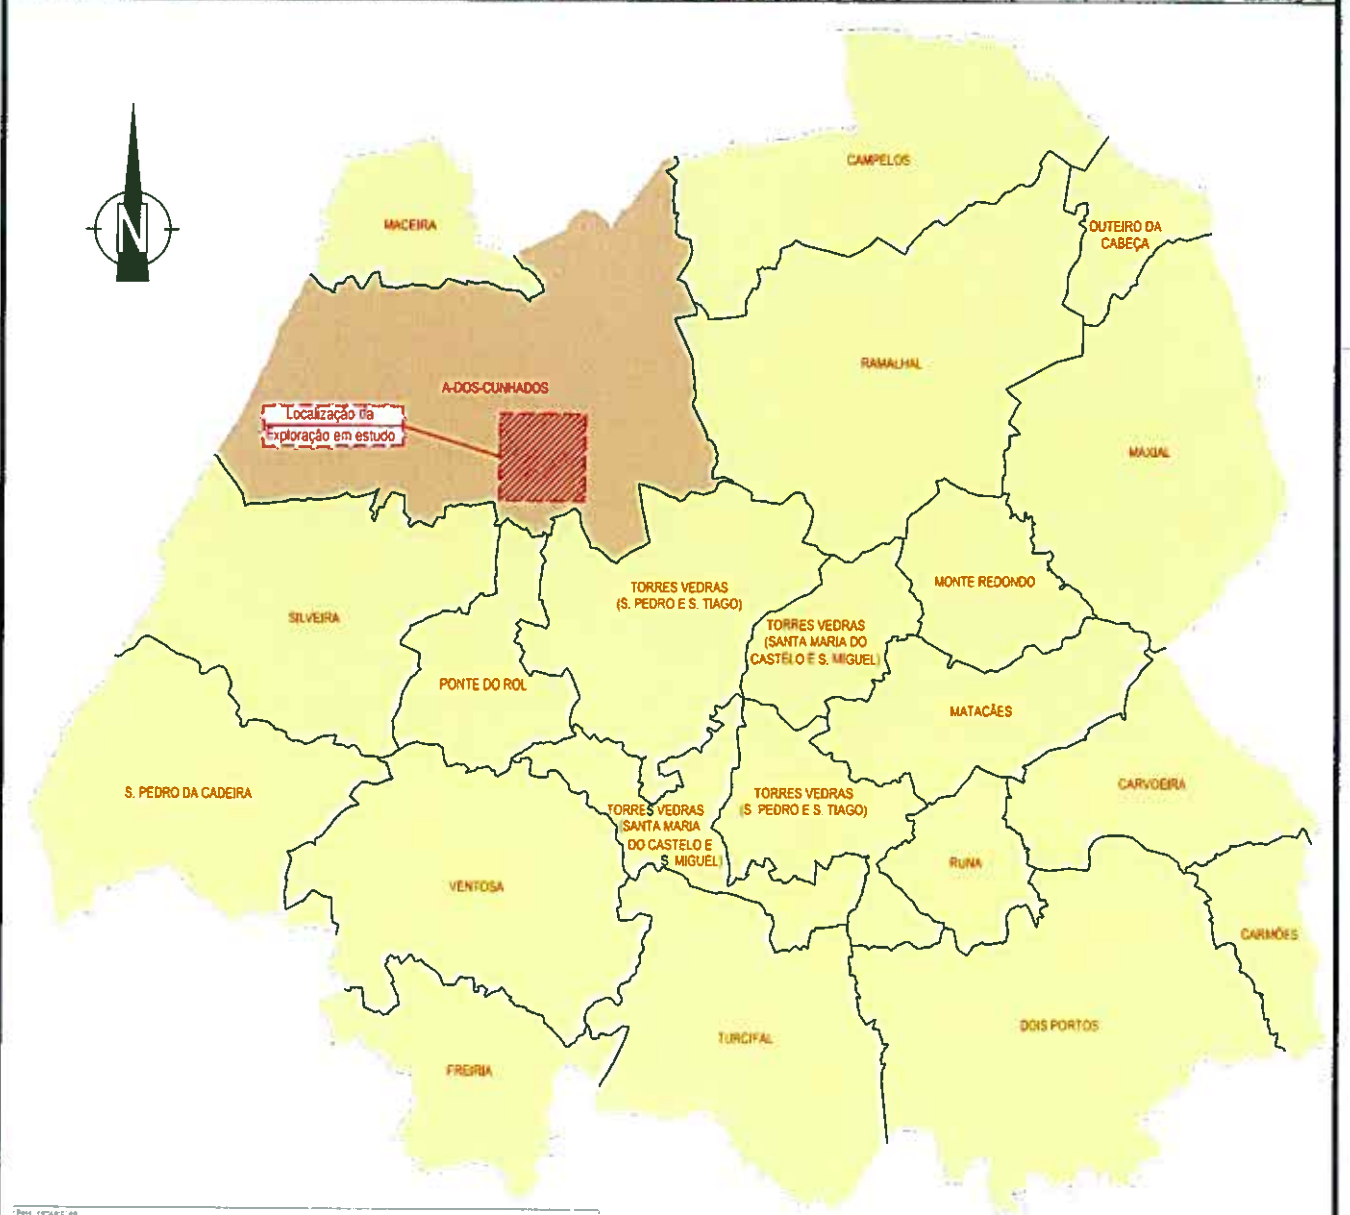 CAMPELOS
MACEIRA
N
OUTEIRO DA
CABEÇA
RAMALHAL
A-DOS-CUNHADOS
Localização da
Exploração em estudo
MAXIAL
MONTE REDONDO
TORRES VEDRAS
(S. PEDRO E S. TIAGO)
SILVEIRA
TORRES VEDRAS
(SANTA MARIA DO
CASTELO E S. MIGUEL)
PONTE DO ROL
MATACÃES
S. PEDRO DA CADEIRA
CARVOEIRA
TORRES VEDRAS
(S. PEDRO E S. TIAGO)
TORRES VEDRAS
(SANTA MARIA
DO CASTELO E
S. MIGUEL)
RUNA
VENTOSA
CARMÕES
DOIS PORTOS
TURCIFAL
FREIRIA